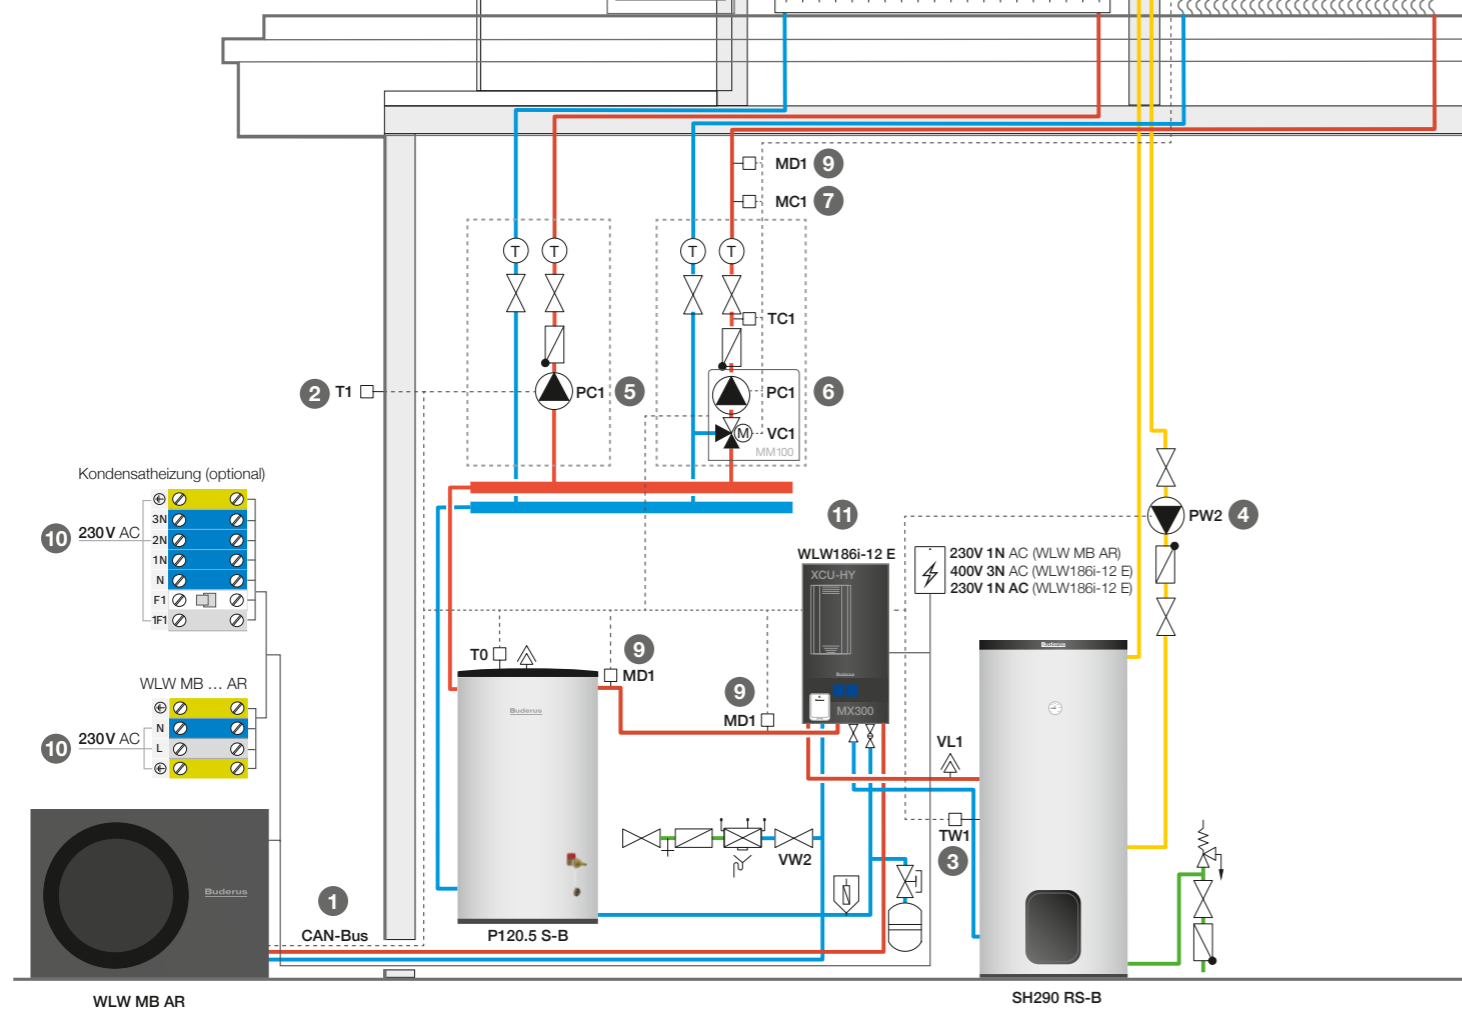 MD1 9
MC1 7
T T T T
TC1
2 T1
PC1 5
PC1 6
M VC1
MM100
Kondensatheizung (optional)
3N
10 230V AC 2N
1N
N
F1
1F1
PW2 4
11
WLW186i-12 E
XCU-HY
Buderus
MX300
230V 1N AC (WLW MB AR)
400V 3N AC (WLW186i-12 E)
230V 1N AC (WLW186i-12 E)
T0
9
MD1
Buderus
9
MD1
Buderus
WLW MB ... AR
N
10 230V AC L
VL1
TW1
3
VW2
Buderus
1
CAN-Bus
P120.5 S-B
WLW MB AR
SH290 RS-B